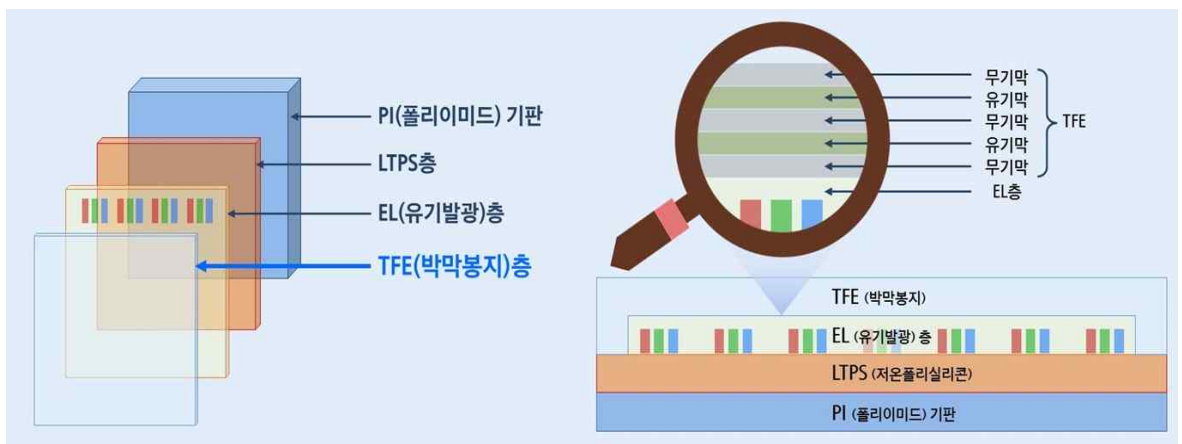 PI(폴리이미드) 기판
LTPS층
EL(유기발광)층
TFE(박막봉지)층
무기막
유기막
무기막
유기막
무기막
TFE
EL층
TFE (박막봉지)
EL (유기발광) 층
LTPS (저온폴리실리콘)
PI (폴리이미드) 기판